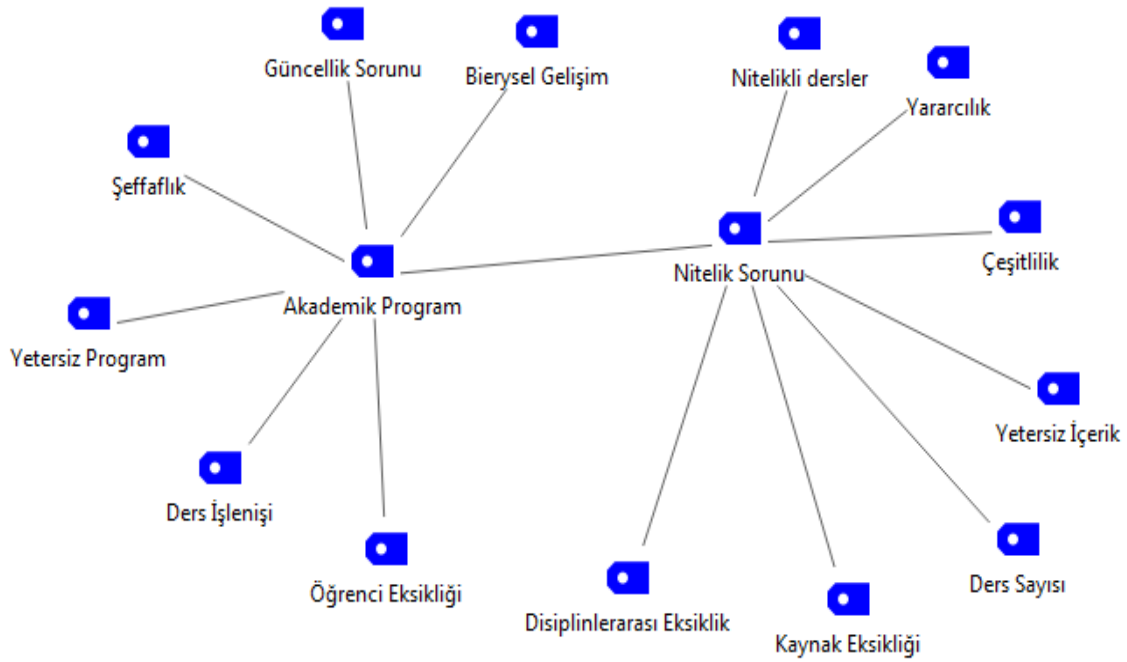 Güncellik Sorunu
Bierysel Gelişim
Nitelikli dersler
Yararcılık
Şeffaflık
Çeşitlilik
Nitelik Sorunu
Akademik Program
Yetersiz Program
Yetersiz İçerik
Ders İşlenişi
Öğrenci Eksikliği
Ders Sayısı
Disiplinlerarası Eksiklik
Kaynak Eksikliği